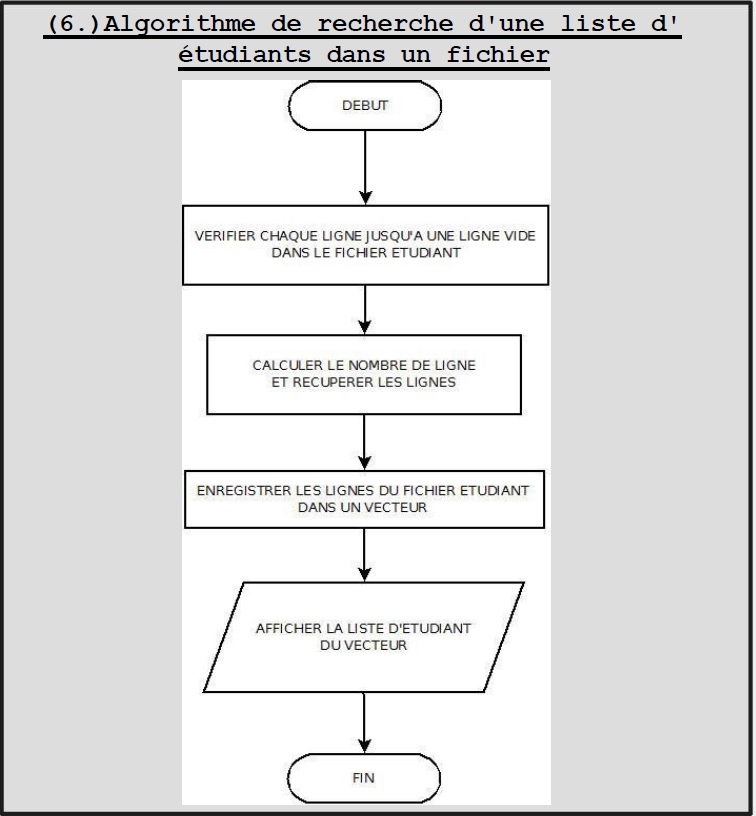 (6.)Algorithme de recherche d'une liste d'
étudiants dans un fichier
DEBUT
VERIFIER CHAQUE LIGNE JUSQU'A UNE LIGNE VIDE
DANS LE FICHIER ETUDIANT
CALCULER LE NOMBRE DE LIGNE
ET RECUPERER LES LIGNES
ENREGISTRER LES LIGNES DU FICHIER ETUDIANT
DANS UN VECTEUR
AFFICHER LA LISTE D'ETUDIANT
DU VECTEUR
FIN